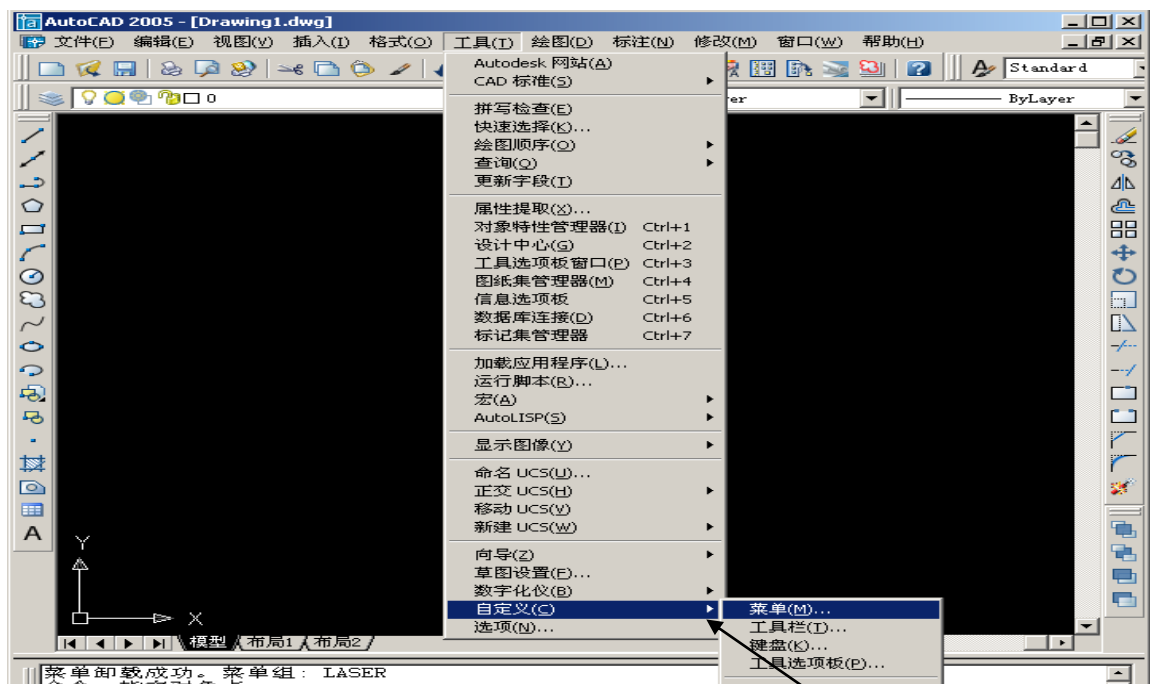 AutoCAD 2005 - [Drawing1.dwg]
文件(F) 编辑(E) 视图(V) 插入(I) 格式(O) 工具(T) 绘图(D) 标注(N) 修改(M) 窗口(W) 帮助(H)
Standard
0
ByLayer
Autodesk 网站(A)
CAD 标准(S)
拼写检查(E)
快速选择(K)...
绘图顺序(O)
查询(Q)
更新字段(T)
属性提取(X)...
对象特性管理器(I) Ctrl+1
设计中心(G) Ctrl+2
工具选项板窗口(P) Ctrl+3
图纸集管理器(M) Ctrl+4
信息选项板 Ctrl+5
数据库连接(D) Ctrl+6
标记集管理器 Ctrl+7
加载应用程序(L)...
运行脚本(R)...
宏(A)
AutoLISP(S)
显示图像(Y)
命名 UCS(U)...
正交 UCS(H)
移动 UCS(V)
新建 UCS(W)
向导(Z)
草图设置(F)...
数字化仪(B)
自定义(C)
选项(N)...
菜单(M)...
工具栏(T)...
键盘(K)...
工具选项板(P)...
A
Y
X
模型 布局1 布局2
菜单卸载成功。菜单组: LASER